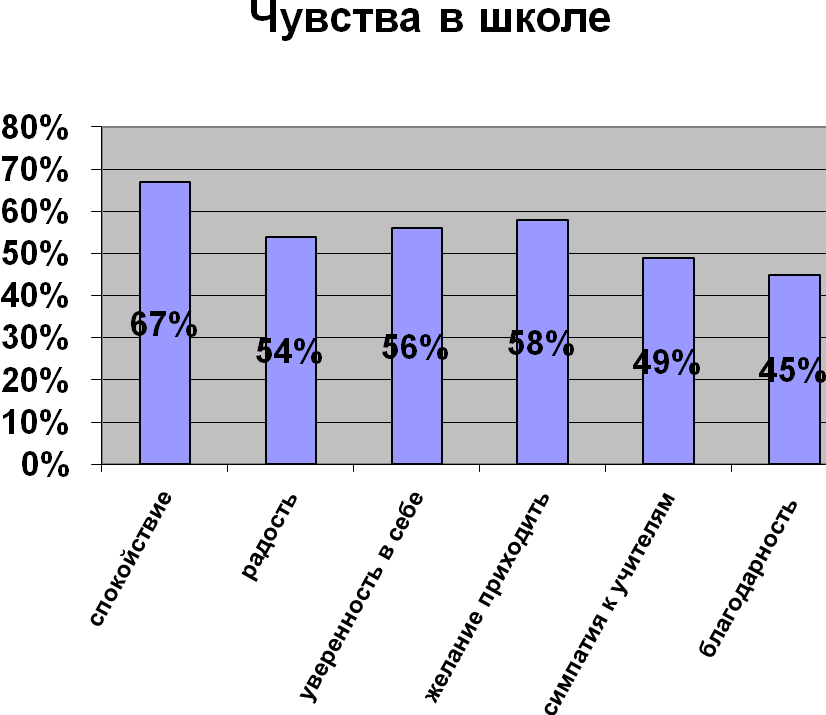 Чувства в школе
80%
70%
60%
50%
40%
30%
20%
10%
0%
67%
54%
56%
58%
49%
45%
спокойствие
радость
уверенность в себе
желание приходить
симпатия к учителям
благодарность